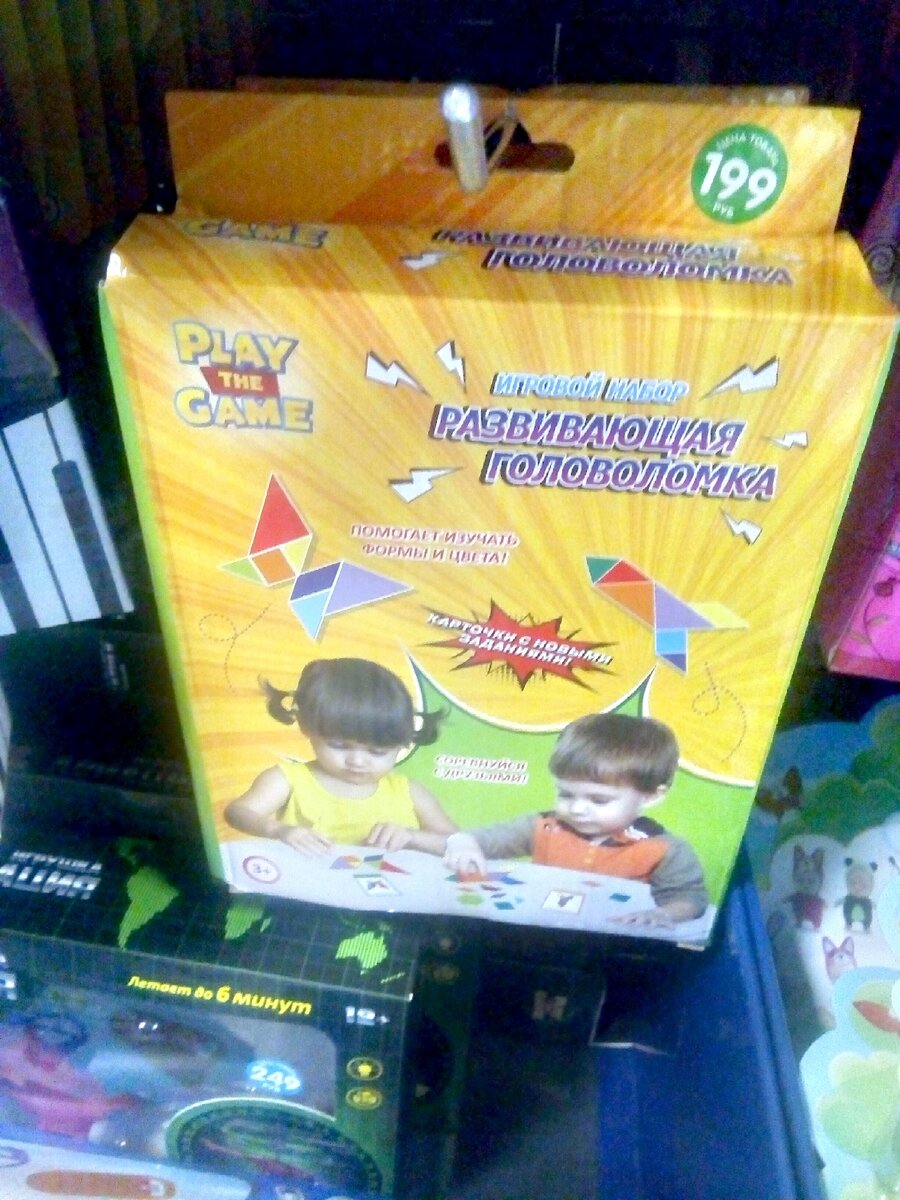 ЦЕНА ТОВАРА
199
РУБ
GAME
РАЗВИВАЮЩАЯ
ГОЛОВОЛОМКА
PLAY
THE
GAME
ИГРОВОЙ НАБОР
РАЗВИВАЮЩАЯ
ГОЛОВОЛОМКА
ПОМОГАЕТ ИЗУЧАТЬ
ФОРМЫ И ЦВЕТА!
КАРТОЧКИ С НОВЫМИ
ЗАДАНИЯМИ!
СОРЕВНУЙСЯ
С ДРУЗЬЯМИ!
3+
ИГРУШКА
Летает до 6 минут
249